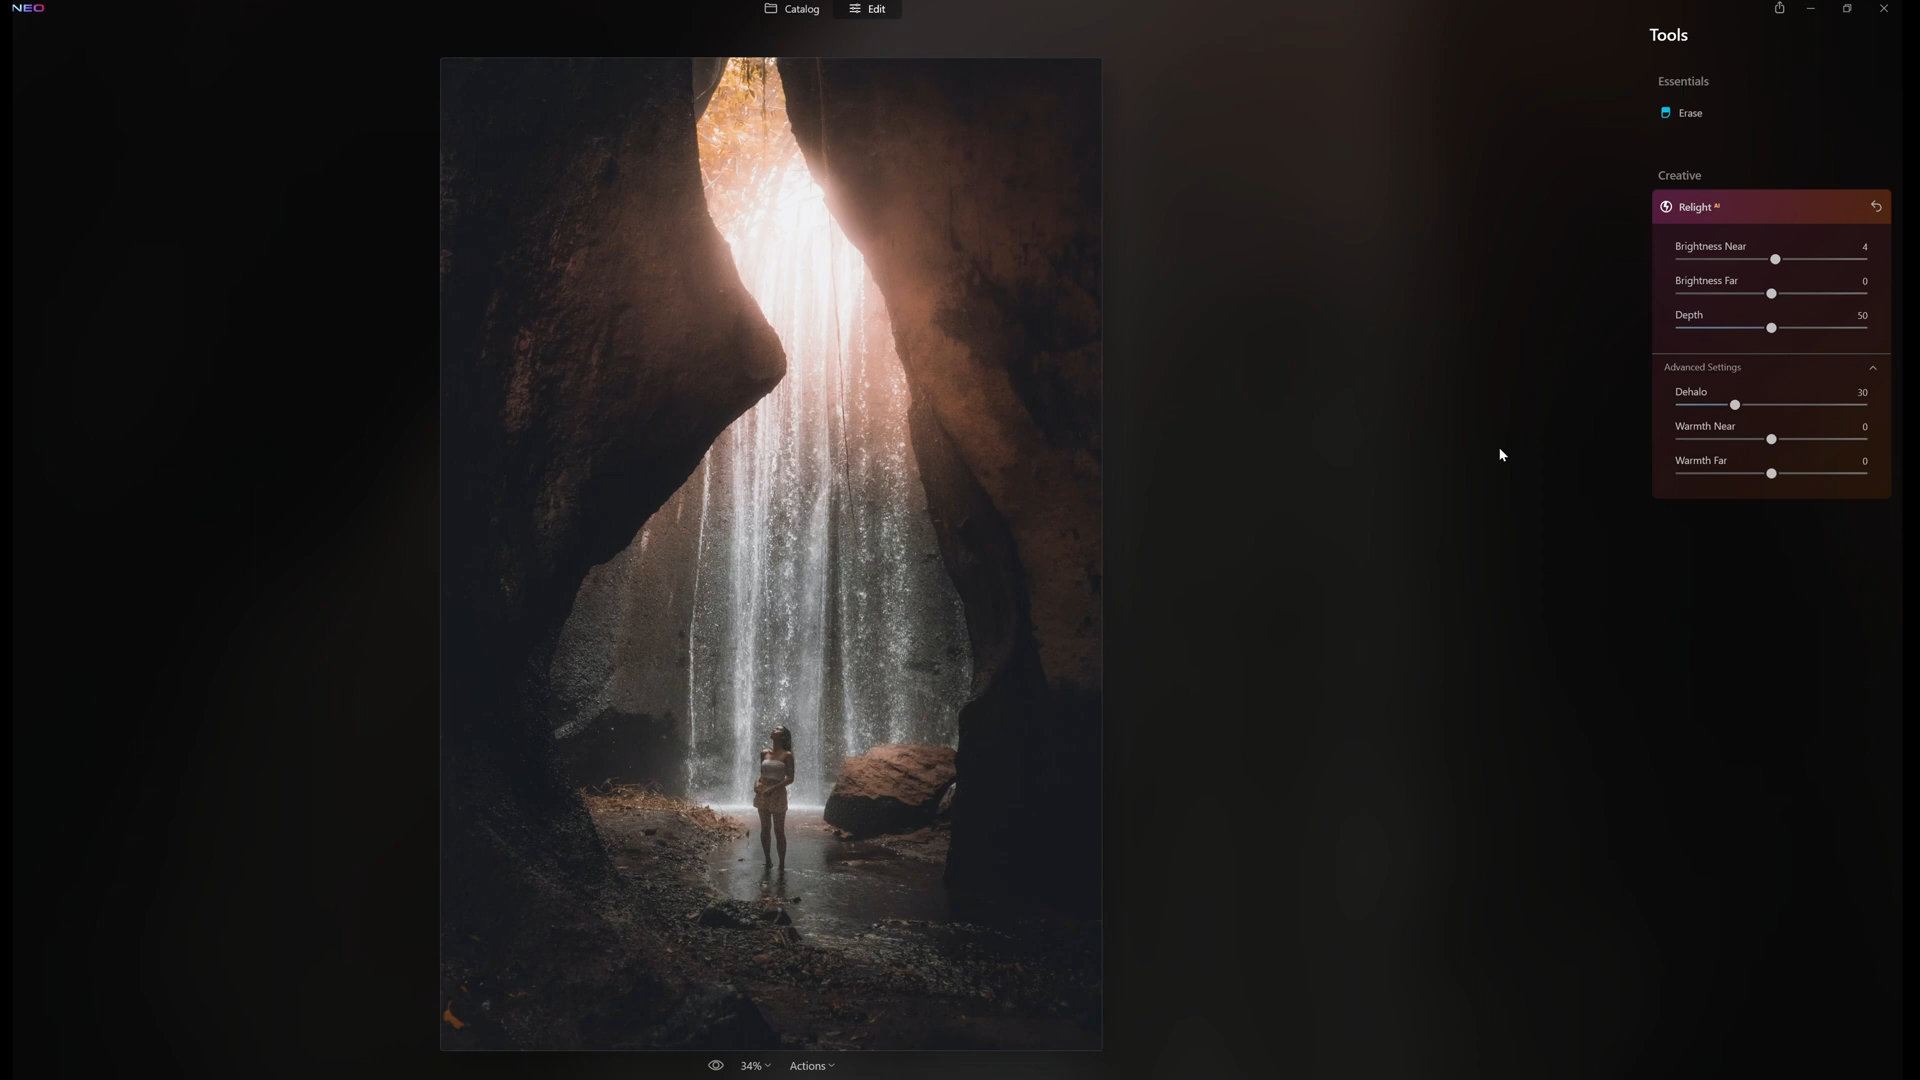 NEO
Catalog
Edit
Tools
Essentials
Erase
Creative
Relight AI
Brightness Near 4
Brightness Far 0
Depth 50
Advanced Settings
Dehalo 30
Warmth Near 0
Warmth Far 0
34%
Actions